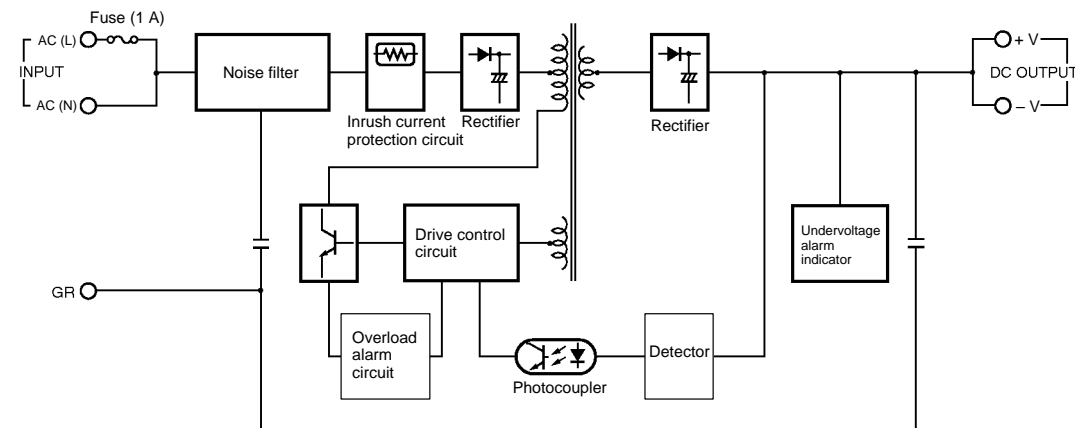 Fuse (1 A)
AC (L)
INPUT
AC (N)
Noise filter
Inrush current
protection circuit
Rectifier
Rectifier
+ V
DC OUTPUT
– V
Drive control
circuit
Undervoltage
alarm
indicator
GR
Overload
alarm
circuit
Photocoupler
Detector